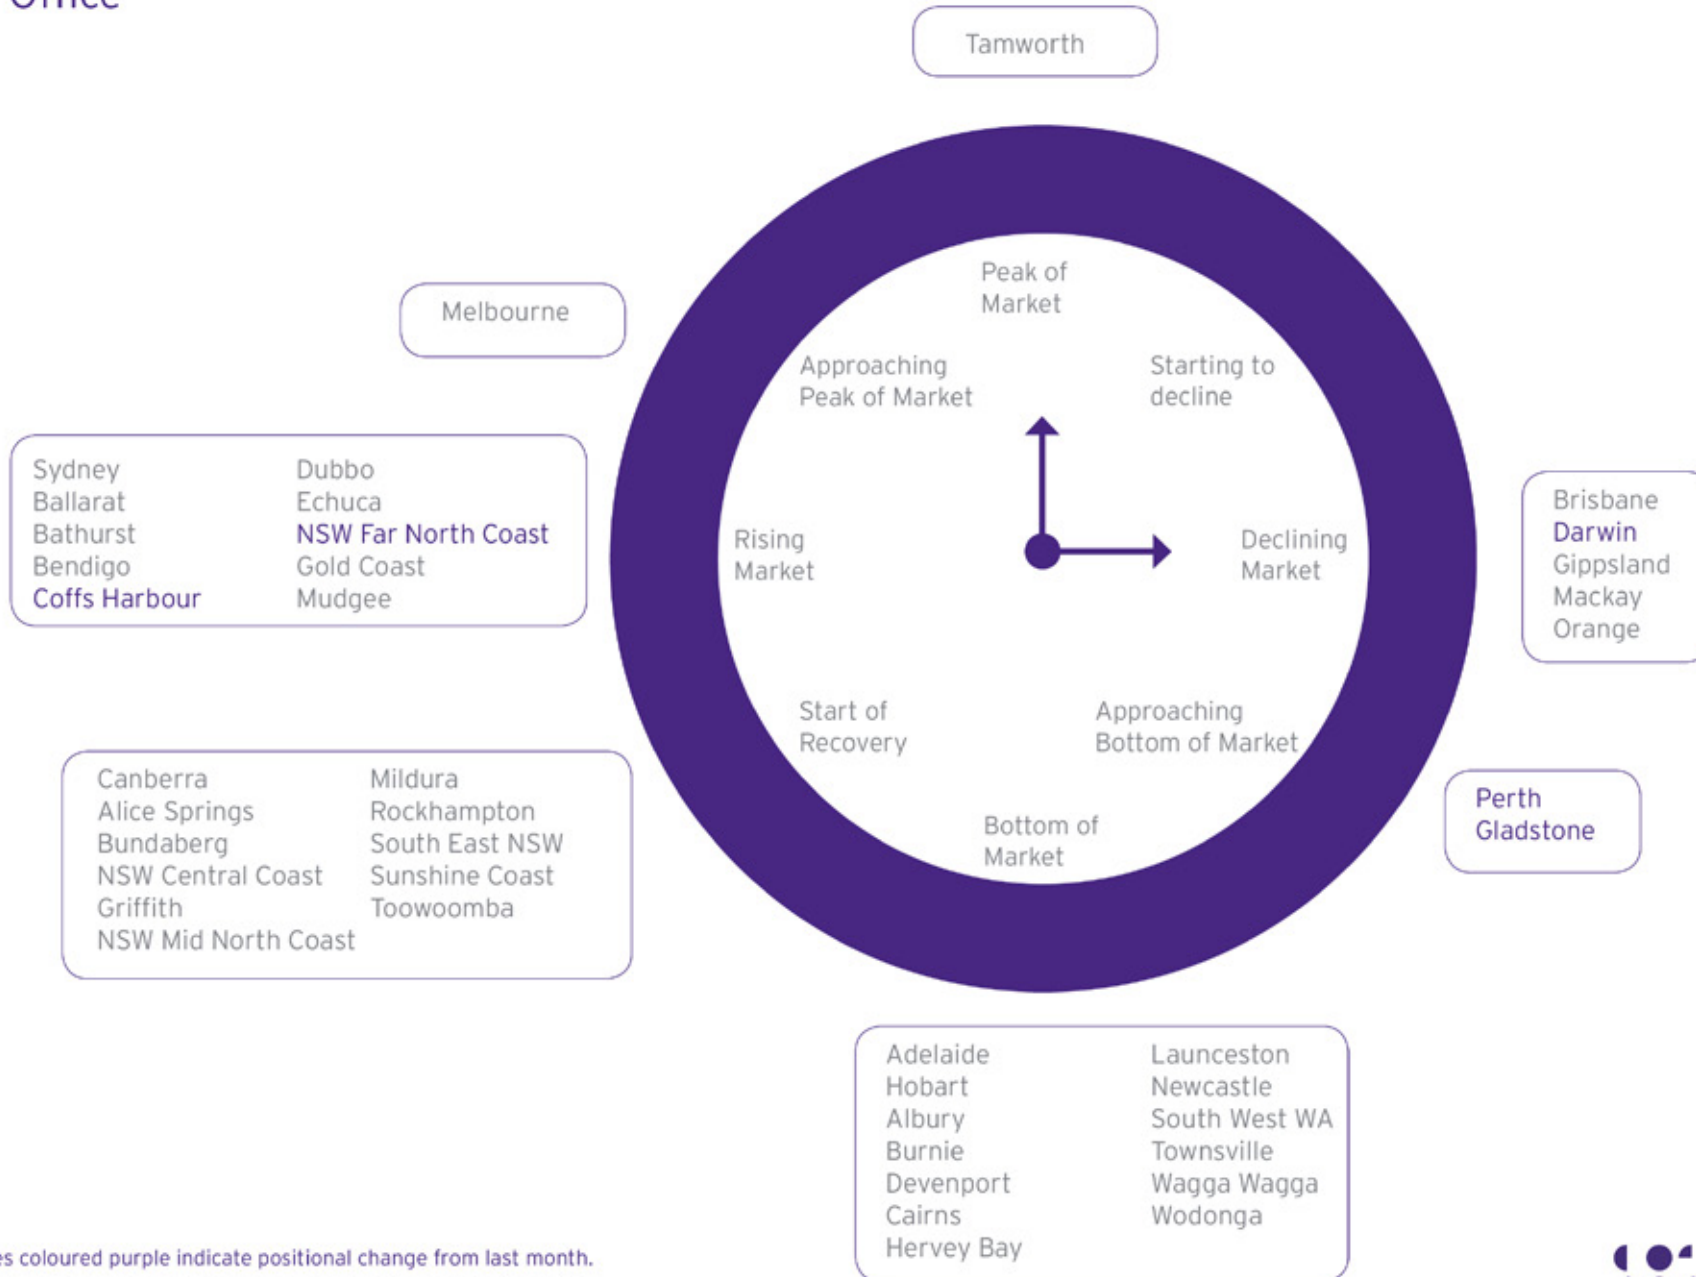 Office
Tamworth
Peak of
Market
Melbourne
Approaching
Peak of Market
Starting to
decline
Sydney
Ballarat
Bathurst
Bendigo
Coffs Harbour
Dubbo
Echuca
NSW Far North Coast
Gold Coast
Mudgee
Rising
Market
Declining
Market
Brisbane
Darwin
Gippsland
Mackay
Orange
Start of
Recovery
Approaching
Bottom of Market
Canberra
Alice Springs
Bundaberg
NSW Central Coast
Griffith
NSW Mid North Coast
Mildura
Rockhampton
South East NSW
Sunshine Coast
Toowoomba
Perth
Gladstone
Bottom of
Market
Adelaide
Hobart
Albury
Burnie
Devenport
Cairns
Hervey Bay
Launceston
Newcastle
South West WA
Townsville
Wagga Wagga
Wodonga
coloured purple indicate positional change from last month.